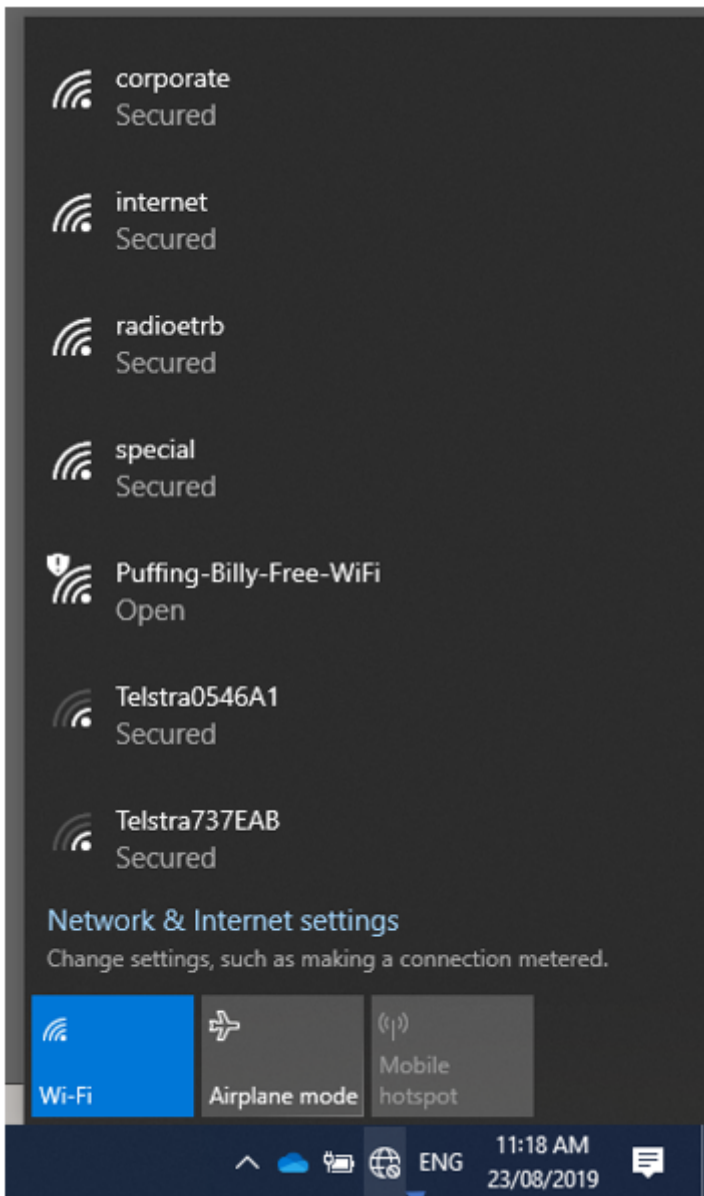 corporate
Secured
internet
Secured
radioetrb
Secured
special
Secured
Puffing-Billy-Free-WiFi
Open
Telstra0546A1
Secured
Telstra737EAB
Secured
Network & Internet settings
Change settings, such as making a connection metered.
Wi-Fi
Airplane mode
Mobile
hotspot
ENG
11:18 AM
23/08/2019